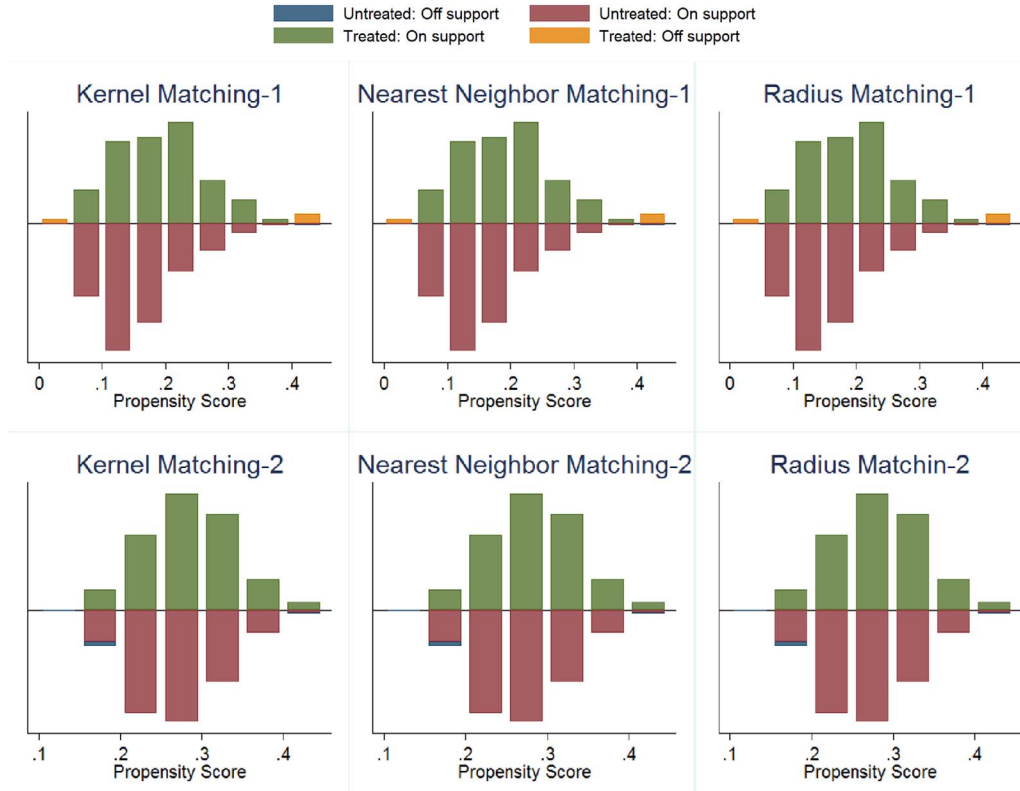 Untreated: Off support Untreated: On support
Treated: On support Treated: Off support
Kernel Matching-1 Nearest Neighbor Matching-1 Radius Matching-1
0 .1 .2 .3 .4 0 .1 .2 .3 .4 0 .1 .2 .3 .4
Propensity Score Propensity Score Propensity Score
Kernel Matching-2 Nearest Neighbor Matching-2 Radius Matchin-2
.1 .2 .3 .4 .1 .2 .3 .4 .1 .2 .3 .4
Propensity Score Propensity Score Propensity Score